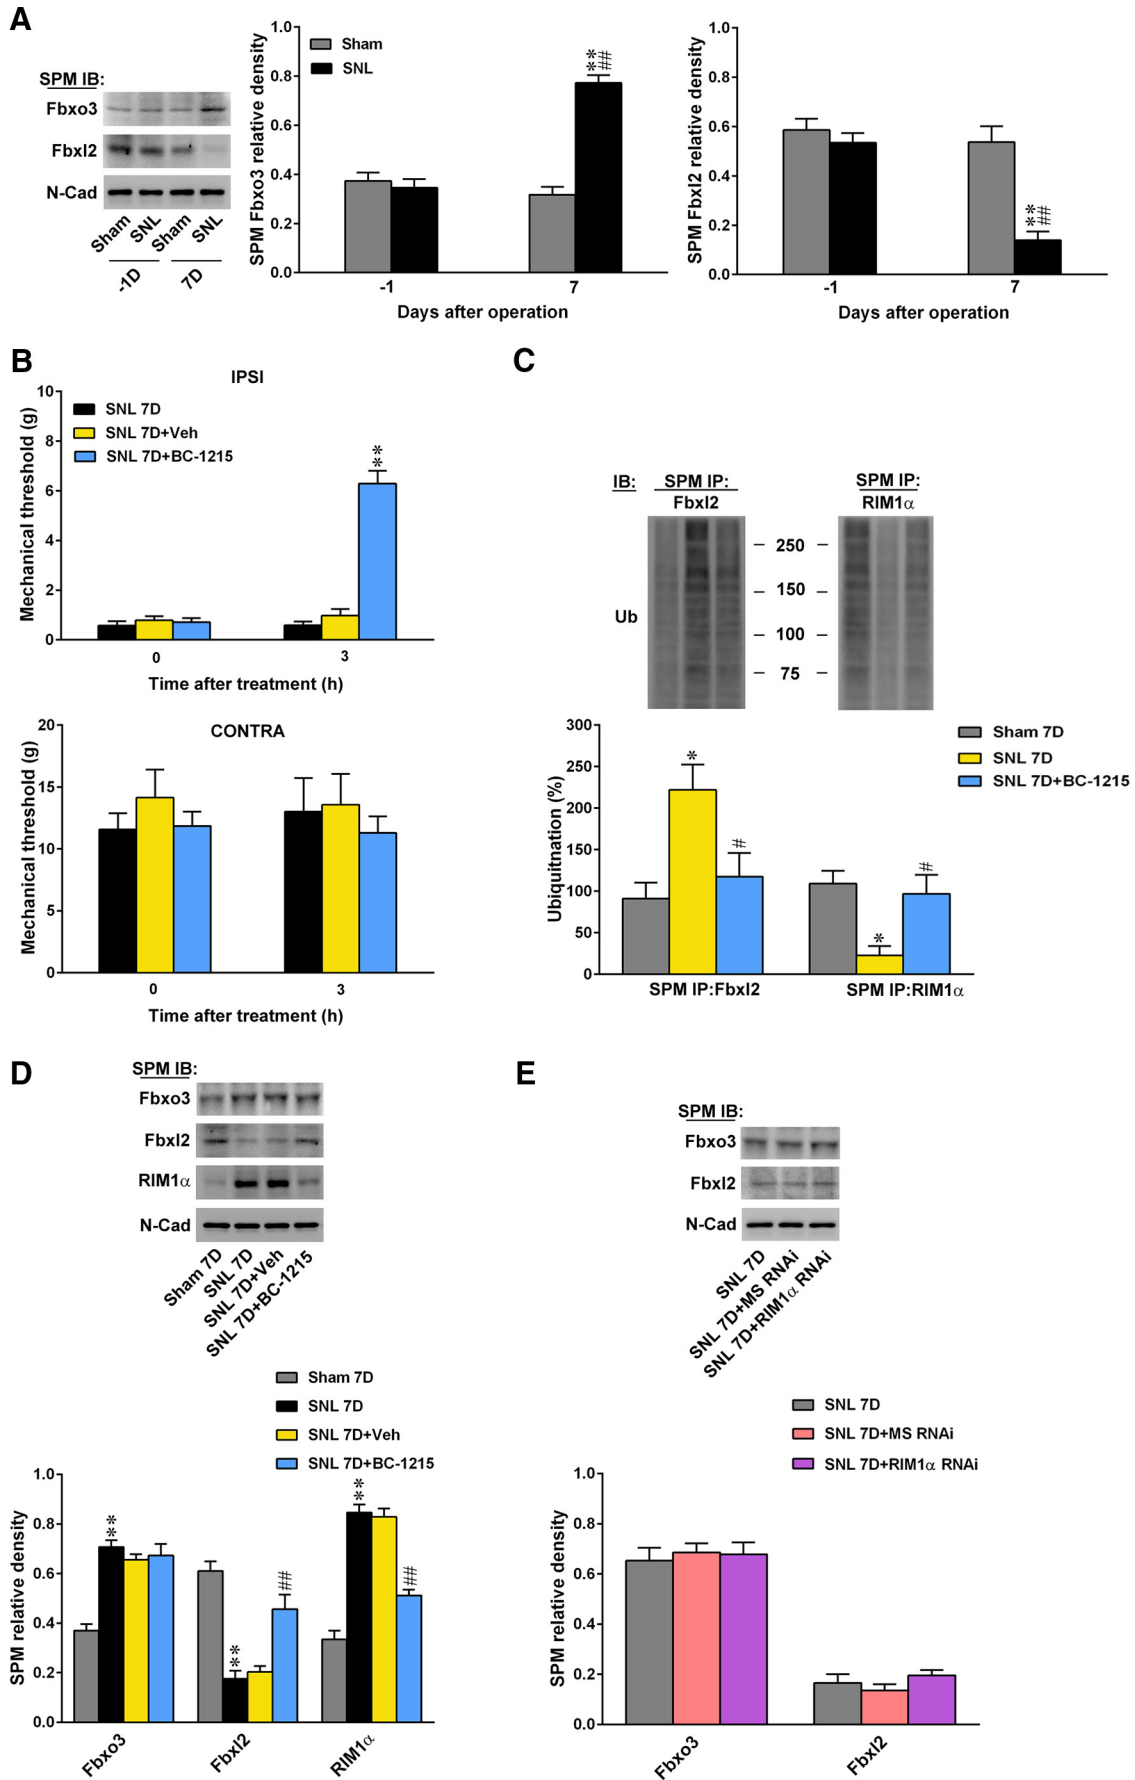 A
SPM IB:
Fbxo3
Fbxl2
N-Cad
Sham
SNL
Sham
SNL
-1D
7D
SPM Fbxo3 relative density
1.0
0.8
0.6
0.4
0.2
0.0
Sham
SNL
**
##
-1
7
Days after operation
SPM Fbxl2 relative density
1.0
0.8
0.6
0.4
0.2
0.0
**
##
-1
7
Days after operation
B
IPSI
Mechanical threshold (g)
10
8
6
4
2
0
SNL 7D
SNL 7D+Veh
SNL 7D+BC-1215
**
0
3
Time after treatment (h)
CONTRA
Mechanical threshold (g)
20
15
10
5
0
0
3
Time after treatment (h)
C
IB:
SPM IP:
Fbxl2
SPM IP:
RIM1α
Ub
250
150
100
75
Ubiquitnation (%)
300
250
200
150
100
50
0
Sham 7D
SNL 7D
SNL 7D+BC-1215
*
#
*
#
SPM IP:Fbxl2
SPM IP:RIM1α
D
SPM IB:
Fbxo3
Fbxl2
RIM1α
N-Cad
Sham 7D
SNL 7D
SNL 7D+Veh
SNL 7D+BC-1215
Sham 7D
SNL 7D
SNL 7D+Veh
SNL 7D+BC-1215
SPM relative density
1.0
0.8
0.6
0.4
0.2
0.0
**
**
##
**
##
Fbxo3
Fbxl2
RIM1α
E
SPM IB:
Fbxo3
Fbxl2
N-Cad
SNL 7D
SNL 7D+MS RNAi
SNL 7D+RIM1α RNAi
SNL 7D
SNL 7D+MS RNAi
SNL 7D+RIM1α RNAi
SPM relative density
1.0
0.8
0.6
0.4
0.2
0.0
Fbxo3
Fbxl2